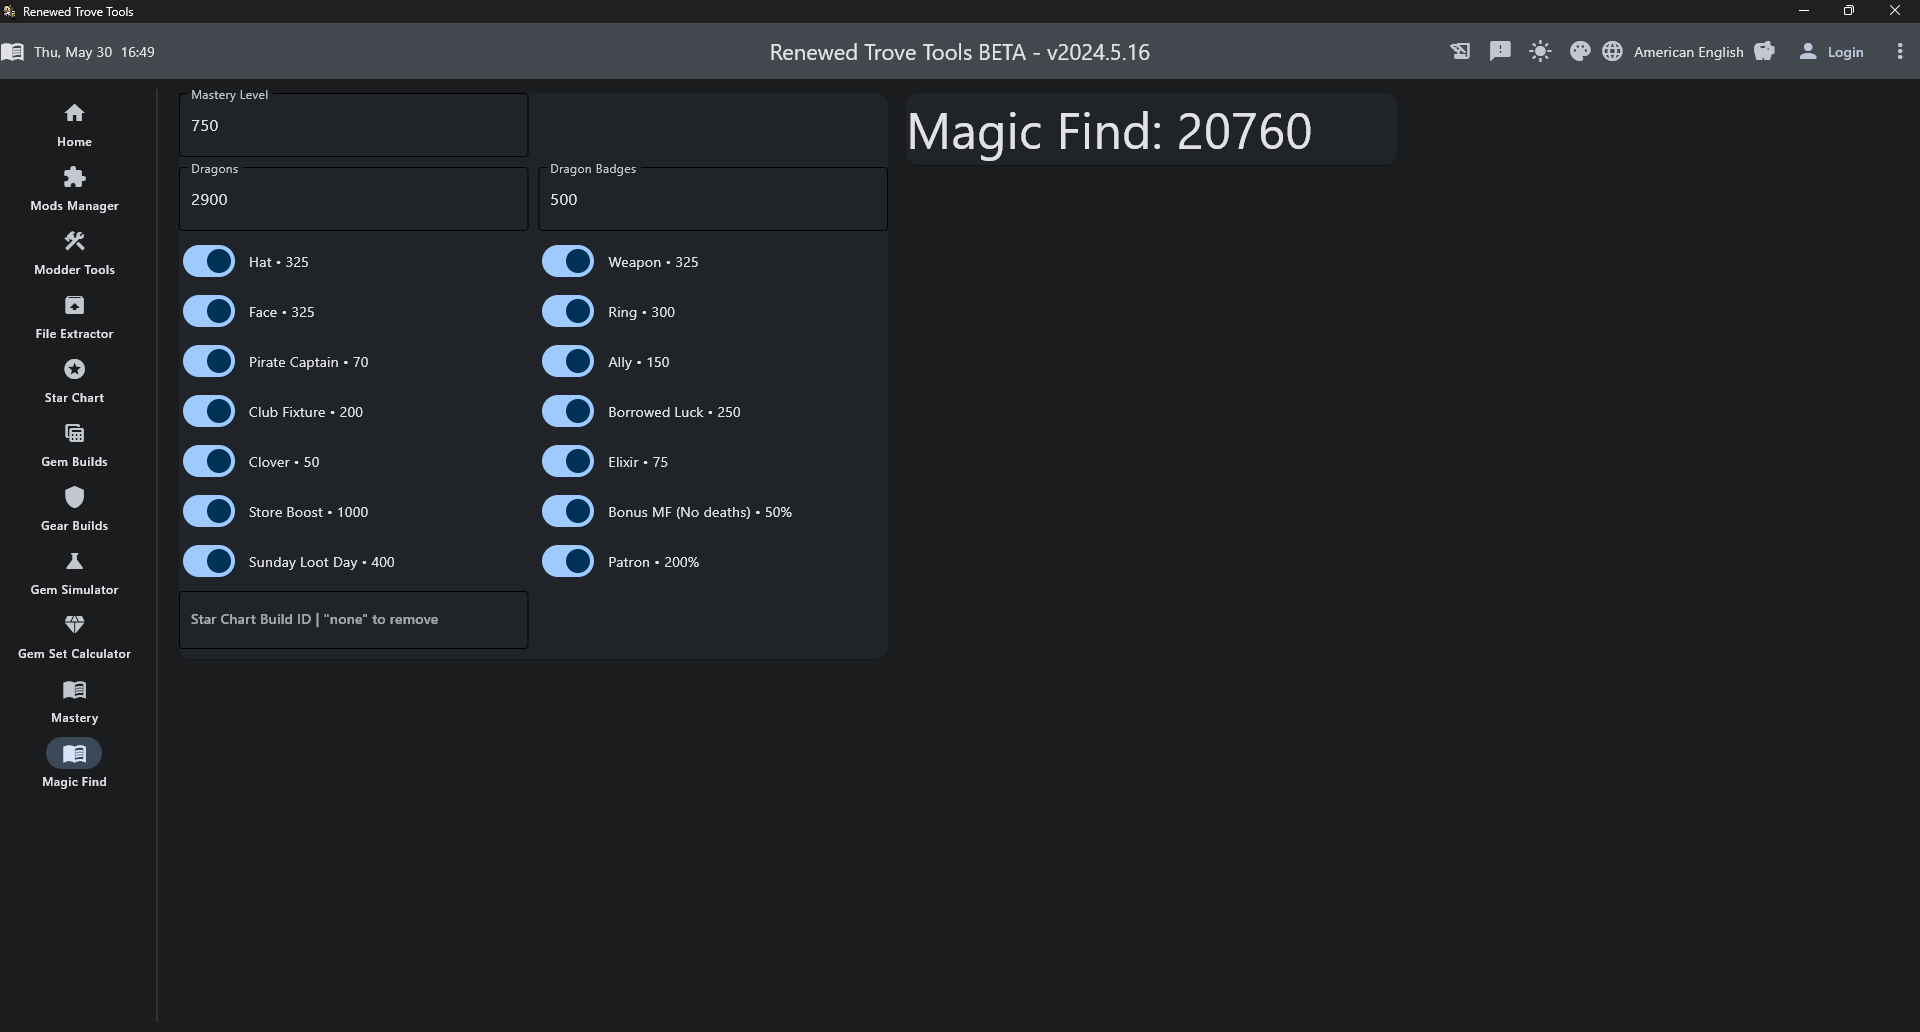 Renewed Trove Tools
Thu, May 30 16:49
Renewed Trove Tools BETA - v2024.5.16
American English
Login
Home
Mods Manager
Modder Tools
File Extractor
Star Chart
Gem Builds
Gear Builds
Gem Simulator
Gem Set Calculator
Mastery
Magic Find
Mastery Level
750
Dragons
2900
Dragon Badges
500
Hat • 325
Weapon • 325
Face • 325
Ring • 300
Pirate Captain • 70
Ally • 150
Club Fixture • 200
Borrowed Luck • 250
Clover • 50
Elixir • 75
Store Boost • 1000
Bonus MF (No deaths) • 50%
Sunday Loot Day • 400
Patron • 200%
Star Chart Build ID | "none" to remove
Magic Find: 20760